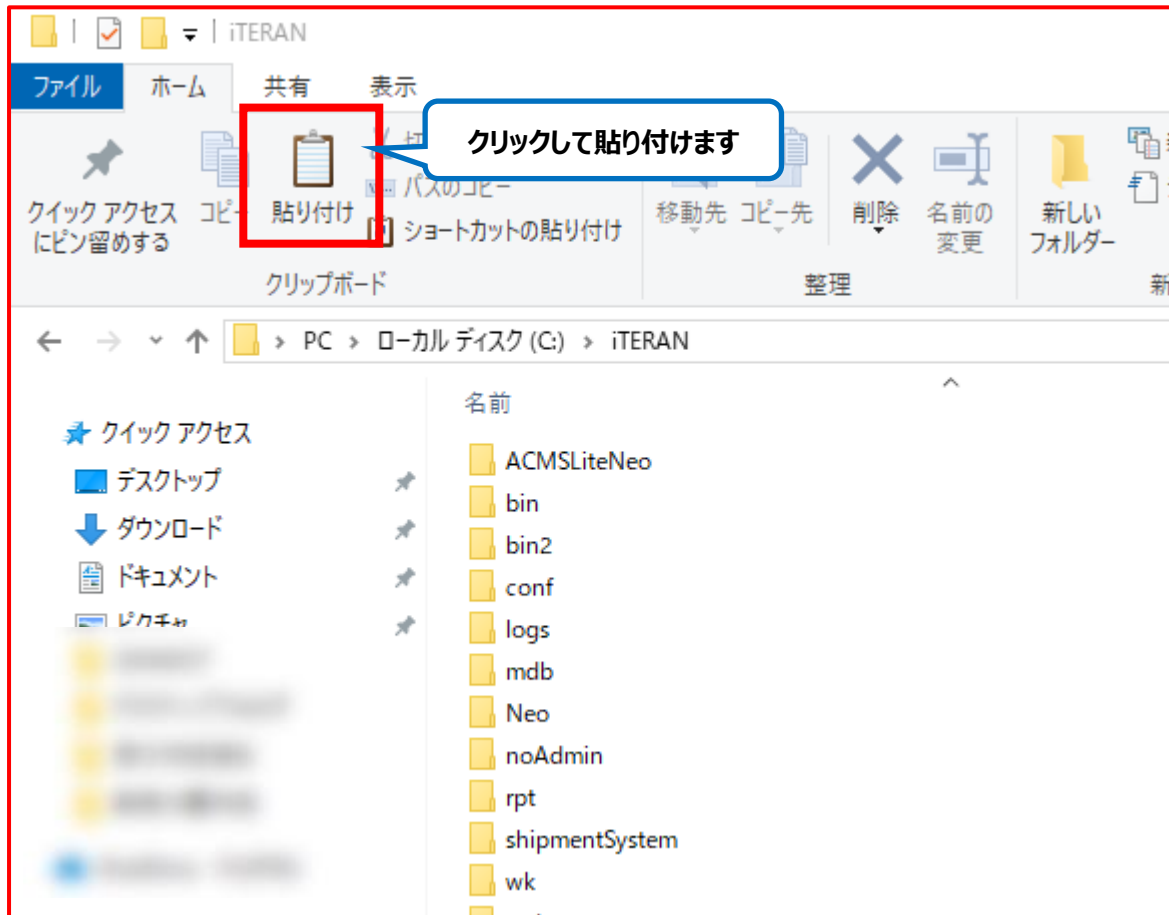 iTERAN
ファイル ホーム 共有 表示
クリックして貼り付けます
パスのコピー
クイック アクセス
にピン留めする
コピー
貼り付け
ショートカットの貼り付け
移動先 コピー先
削除
名前の
変更
新しい
フォルダー
クリップボード
整理
新
PC › ローカル ディスク (C:) › iTERAN
名前
クイック アクセス
デスクトップ
ダウンロード
ドキュメント
ピクチャ
ACMSLiteNeo
bin
bin2
conf
logs
mdb
Neo
noAdmin
rpt
shipmentSystem
wk